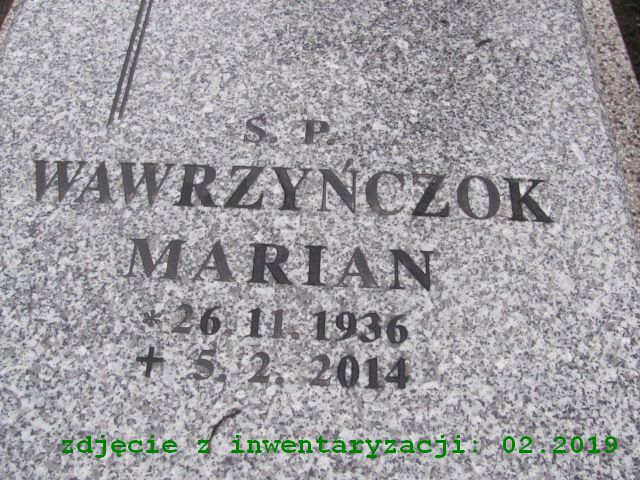 S. P.
WAWRZYŃCZOK
MARIAN
* 26. 11. 1936
+ 5. 2. 2014
zdjęcie z inwentaryzacji: 02.2019